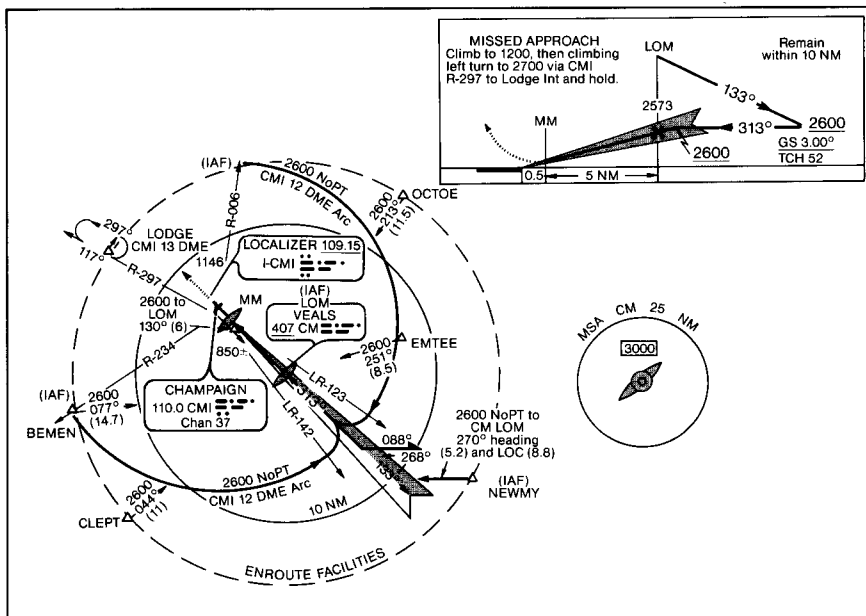 MISSED APPROACH
Climb to 1200, then climbing
left turn to 2700 via CMI
R-297 to Lodge Int and hold.
LOM
Remain
within 10 NM
MM
2573
133°
313°
2600
2600
GS 3.00°
TCH 52
0.5
5 NM
(IAF)
2600 NoPT
CMI 12 DME Arc
OCTOE
2600
213°
(11.5)
R-006
297°
117°
LODGE
CMI 13 DME
R-297
1146
LOCALIZER 109.15
I-CMI
2600 to
LOM
130° (6)
MM
(IAF)
LOM
VEALS
407 CM
R-234
850±
EMTEE
2600
251°
(8.5)
MSA CM 25 NM
3000
(IAF)
BEMEN
2600
077°
(14.7)
CHAMPAIGN
110.0 CMI
Chan 37
313°
LR-123
LR-142
088°
268°
133°
2600 NoPT to
CM LOM
270° heading
(5.2) and LOC (8.8)
(IAF)
NEWMY
2600 NoPT
CMI 12 DME Arc
10 NM
CLEPT
2600
044°
(11)
ENROUTE FACILITIES